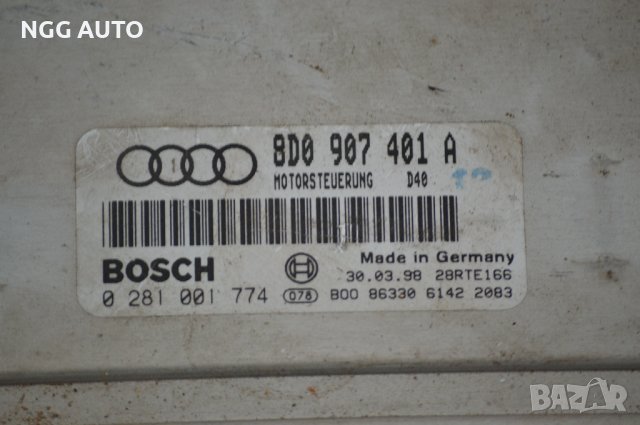 NGG AUTO
8D0 907 401 A
MOTORSTEUERUNG D40
BOSCH
Made in Germany
30.03.98 28RTE166
0 281 001 774 078 B00 86330 6142 2083
BAZAR